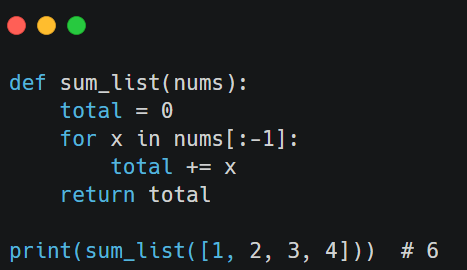 def sum_list(nums):
    total = 0
    for x in nums[:-1]:
        total += x
    return total

print(sum_list([1, 2, 3, 4]))  # 6